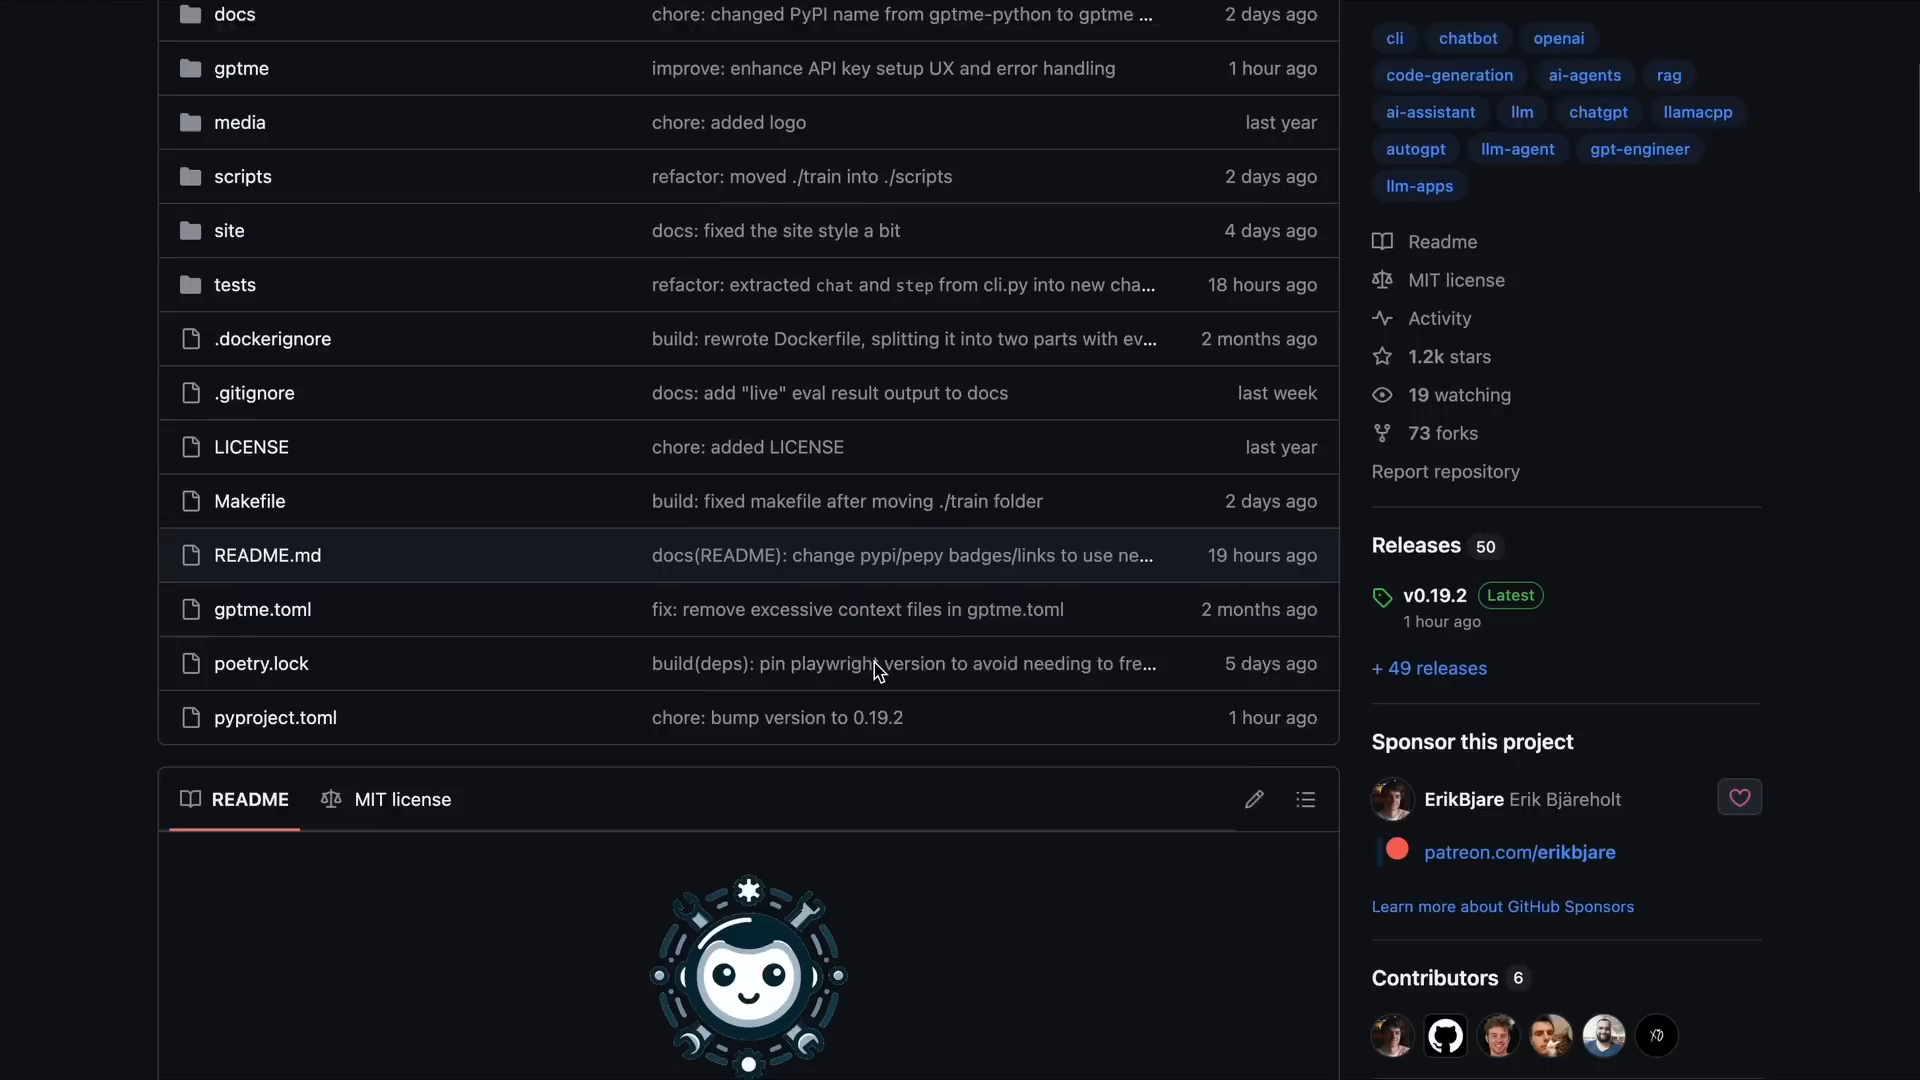 docs chore: changed PyPI name from gptme-python to gptme ... 2 days ago
gptme improve: enhance API key setup UX and error handling 1 hour ago
media chore: added logo last year
scripts refactor: moved ./train into ./scripts 2 days ago
site docs: fixed the site style a bit 4 days ago
tests refactor: extracted chat and step from cli.py into new cha... 18 hours ago
.dockerignore build: rewrote Dockerfile, splitting it into two parts with ev... 2 months ago
.gitignore docs: add "live" eval result output to docs last week
LICENSE chore: added LICENSE last year
Makefile build: fixed makefile after moving ./train folder 2 days ago
README.md docs(README): change pypi/pepy badges/links to use ne... 19 hours ago
gptme.toml fix: remove excessive context files in gptme.toml 2 months ago
poetry.lock build(deps): pin playwright version to avoid needing to fre... 5 days ago
pyproject.toml chore: bump version to 0.19.2 1 hour ago
README MIT license
cli chatbot openai
code-generation ai-agents rag
ai-assistant llm chatgpt llamacpp
autogpt llm-agent gpt-engineer
llm-apps
Readme
MIT license
Activity
1.2k stars
19 watching
73 forks
Report repository
Releases 50
v0.19.2 Latest
1 hour ago
+ 49 releases
Sponsor this project
ErikBjare Erik Bjäreholt
patreon.com/erikbjare
Learn more about GitHub Sponsors
Contributors 6